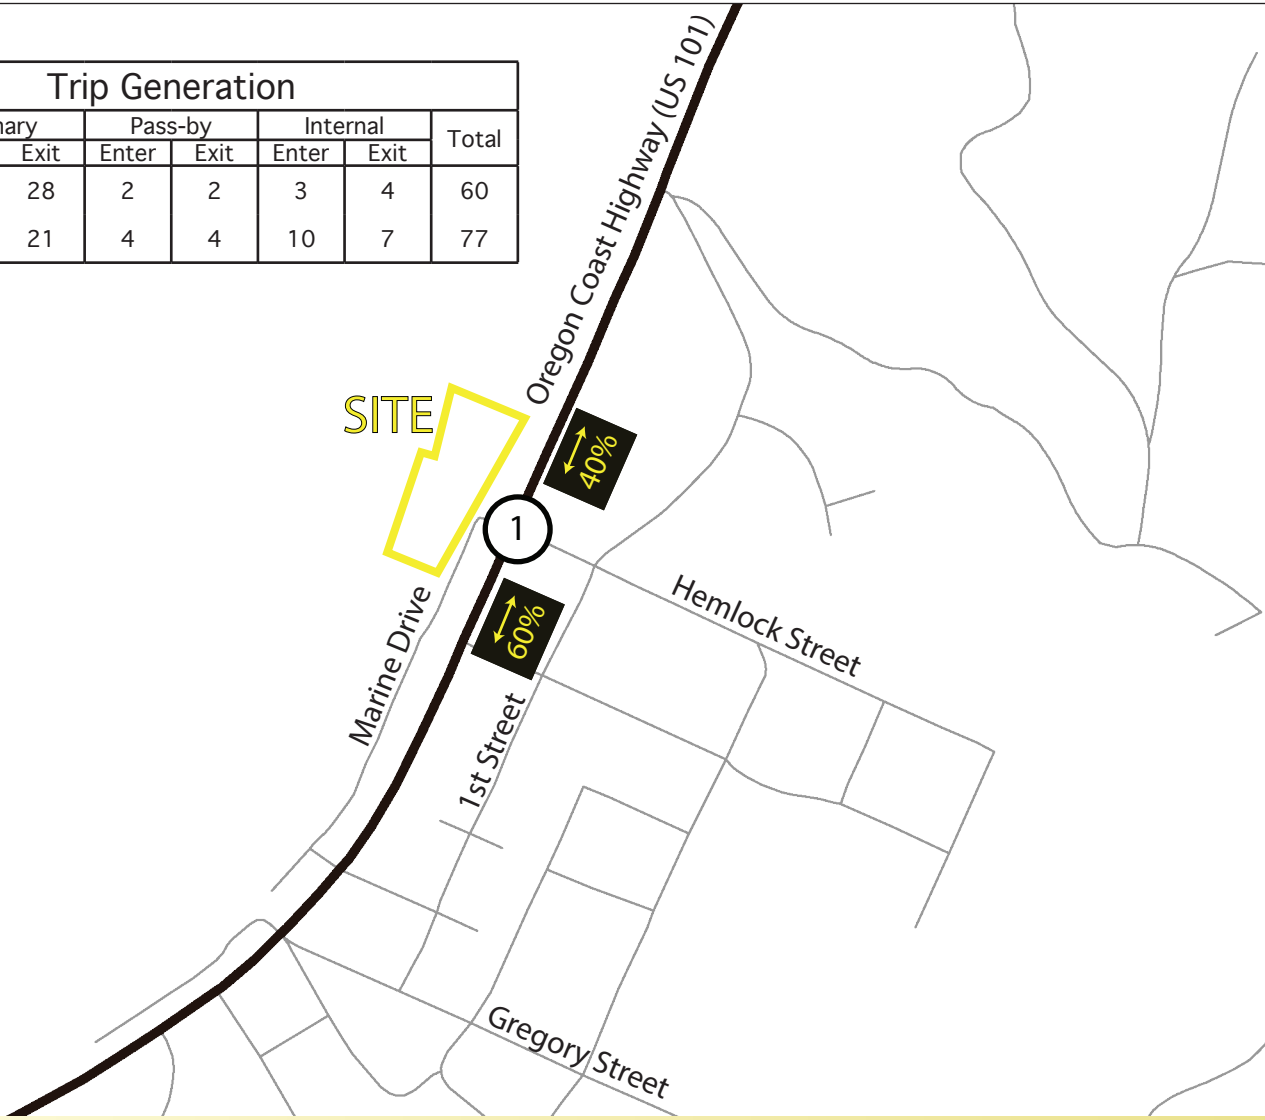 Trip Generation
Pass-by Internal Total
Exit Enter Exit Enter Exit
28 2 2 3 4 60
21 4 4 10 7 77
Oregon Coast Highway (US 101)
SITE
40%
1
Hemlock Street
60%
Marine Drive
1st Street
Gregory Street